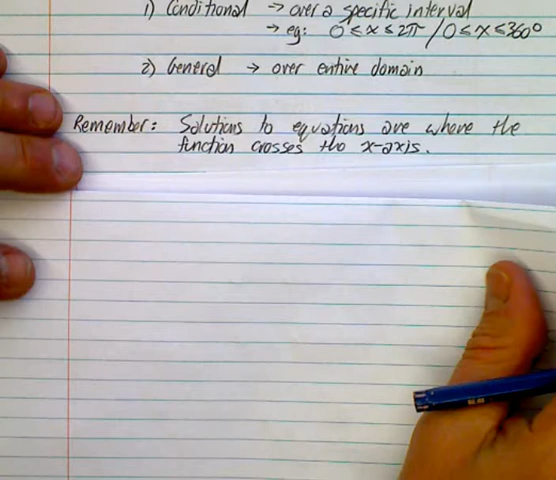 1) Conditional → over a specific interval
→ eg: 0 ≤ x ≤ 2π / 0 ≤ x ≤ 360°
2) General → over entire domain
Remember: Solutions to equations are where the
function crosses the x-axis.